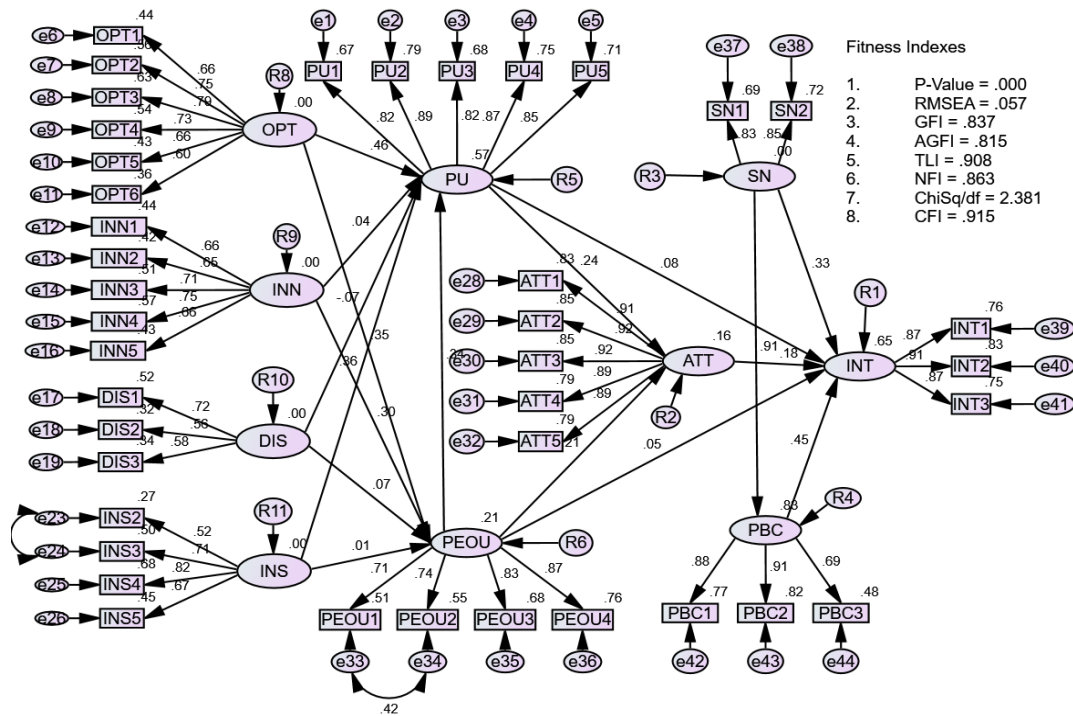 Fitness Indexes
1. P-Value = .000
2. RMSEA = .057
3. GFI = .837
4. AGFI = .815
5. TLI = .908
6. NFI = .863
7. ChiSq/df = 2.381
8. CFI = .915
e1 e2 e3 e4 e5
.67 .79 .68 .75 .71
PU1 PU2 PU3 PU4 PU5
.82 .89 .82 .87 .85
.57
PU
R5
.44
e6 OPT1
e7 OPT2
.63
e8 OPT3
.54
e9 OPT4
.43
e10 OPT5
.36
e11 OPT6
.66
.75
.79
.73
.66
.60
R8
.00
OPT
.46
.44
e12 INN1
.42
e13 INN2
.51
e14 INN3
e15 INN4
.57
.43
e16 INN5
.66
.65
.71
.75
.66
R9
.00
INN
.04
-.07
.35
.36
.30
.52
e17 DIS1
.32
e18 DIS2
.34
e19 DIS3
.72
.56
.58
R10
.00
DIS
.07
.27
e23 INS2
.50
e24 INS3
.68
e25 INS4
.45
e26 INS5
.52
.71
.82
.67
R11
.00
INS
.01
.21
PEOU
R6
.71 .74 .83 .87
.51 .55 .68 .76
PEOU1 PEOU2 PEOU3 PEOU4
e33 e34 e35 e36
.42
.83
e28 ATT1
.85
e29 ATT2
.85
e30 ATT3
.79
e31 ATT4
.79
e32 ATT5
.91
.92
.92
.89
.89
.24
.21
.16
ATT
R2
.08
.91
.18
.05
e37 e38
.69 .72
SN1 SN2
.83 .85
.00
R3
SN
.33
R1
.65
INT
.87
.91
.87
.76
INT1 e39
.83
INT2 e40
.75
INT3 e41
.45
.83
PBC
R4
.88 .91 .69
.77 .82 .48
PBC1 PBC2 PBC3
e42 e43 e44